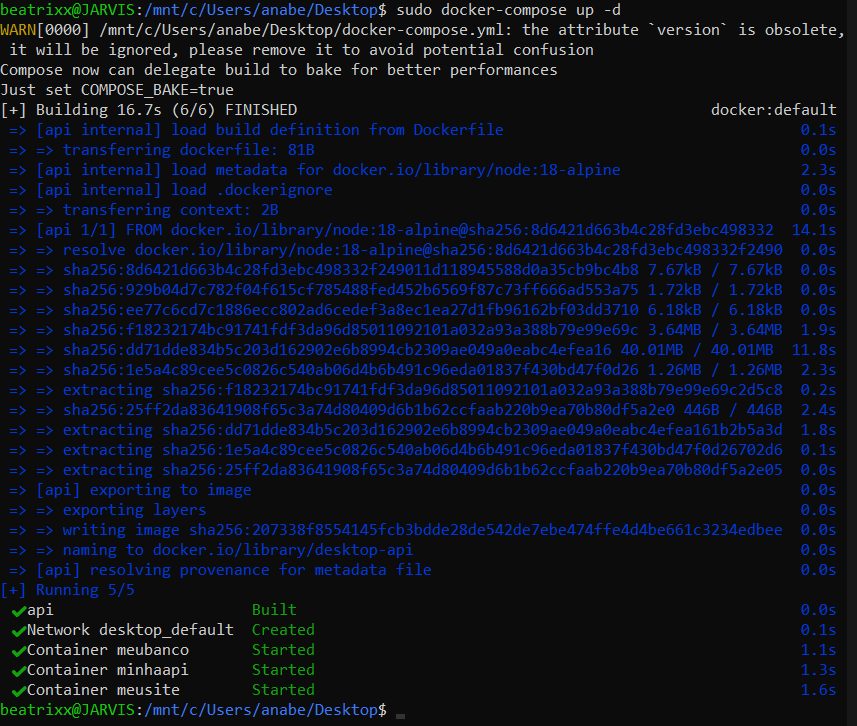 beatrixx@JARVIS:/mnt/c/Users/anabe/Desktop$ sudo docker-compose up -d
WARN[0000] /mnt/c/Users/anabe/Desktop/docker-compose.yml: the attribute `version` is obsolete,
it will be ignored, please remove it to avoid potential confusion
Compose now can delegate build to bake for better performances
Just set COMPOSE_BAKE=true
[+] Building 16.7s (6/6) FINISHED docker:default
=> [api internal] load build definition from Dockerfile 0.1s
=> => transferring dockerfile: 81B 0.0s
=> [api internal] load metadata for docker.io/library/node:18-alpine 2.3s
=> [api internal] load .dockerignore 0.0s
=> => transferring context: 2B 0.0s
=> [api 1/1] FROM docker.io/library/node:18-alpine@sha256:8d6421d663b4c28fd3ebc498332 14.1s
=> => resolve docker.io/library/node:18-alpine@sha256:8d6421d663b4c28fd3ebc498332f2490 0.0s
=> => sha256:8d6421d663b4c28fd3ebc498332f249011d118945588d0a35cb9bc4b8 7.67kB / 7.67kB 0.0s
=> => sha256:929b04d7c782f04f615cf785488fed452b6569f87c73ff666ad553a75 1.72kB / 1.72kB 0.0s
=> => sha256:ee77c6cd7c1886ecc802ad6cedef3a8ec1ea27d1fb96162bf03dd3710 6.18kB / 6.18kB 0.0s
=> => sha256:f18232174bc91741fdf3da96d85011092101a032a93a388b79e99e69c 3.64MB / 3.64MB 1.9s
=> => sha256:dd71dde834b5c203d162902e6b8994cb2309ae049a0eabc4efea16 40.01MB / 40.01MB 11.8s
=> => sha256:1e5a4c89cee5c0826c540ab06d4b6b491c96eda01837f430bd47f0d26 1.26MB / 1.26MB 2.3s
=> => extracting sha256:f18232174bc91741fdf3da96d85011092101a032a93a388b79e99e69c2d5c8 0.2s
=> => sha256:25ff2da83641908f65c3a74d80409d6b1b62ccfaab220b9ea70b80df5a2e0 446B / 446B 2.4s
=> => extracting sha256:dd71dde834b5c203d162902e6b8994cb2309ae049a0eabc4efea161b2b5a3d 1.8s
=> => extracting sha256:1e5a4c89cee5c0826c540ab06d4b6b491c96eda01837f430bd47f0d26702d6 0.1s
=> => extracting sha256:25ff2da83641908f65c3a74d80409d6b1b62ccfaab220b9ea70b80df5a2e05 0.0s
=> [api] exporting to image 0.0s
=> => exporting layers 0.0s
=> => writing image sha256:207338f8554145fcb3bdde28de542de7ebe474ffe4d4be661c3234edbee 0.0s
=> => naming to docker.io/library/desktop-api 0.0s
=> [api] resolving provenance for metadata file 0.0s
[+] Running 5/5
✔api Built 0.0s
✔Network desktop_default Created 0.1s
✔Container meubanco Started 1.1s
✔Container minhaapi Started 1.3s
✔Container meusite Started 1.6s
beatrixx@JARVIS:/mnt/c/Users/anabe/Desktop$